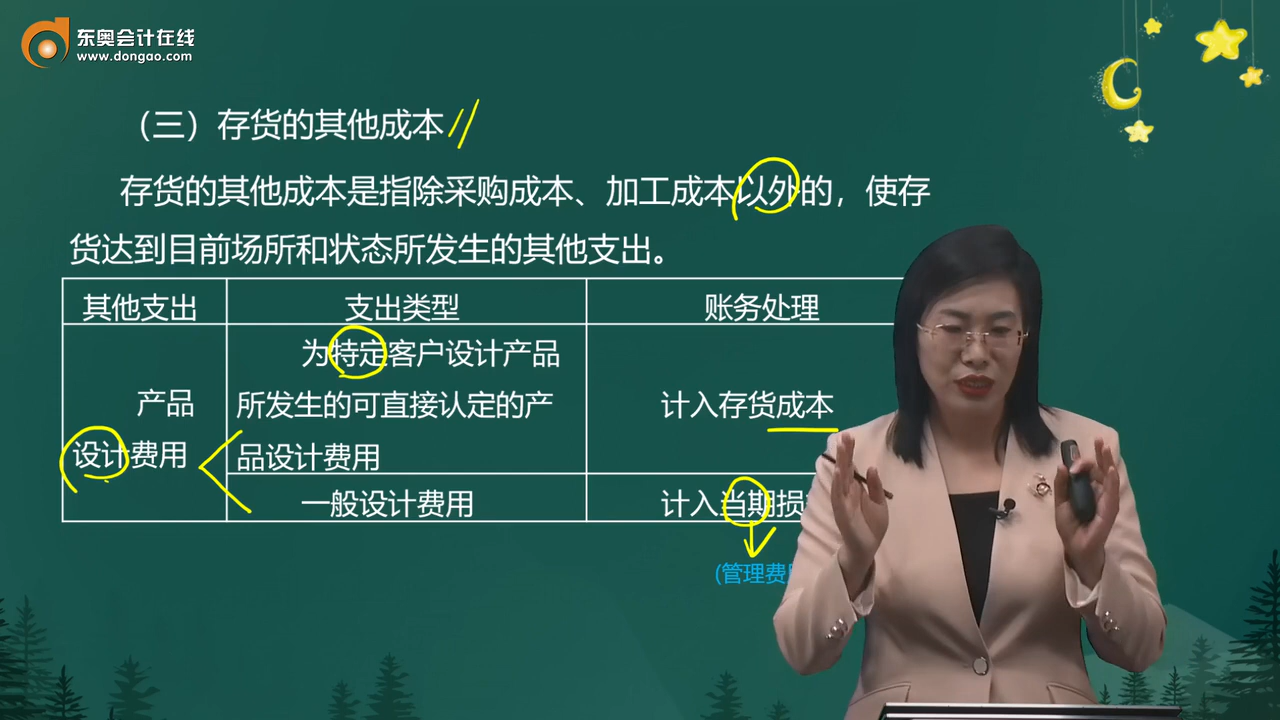 东奥会计在线
www.dongao.com
（三）存货的其他成本
存货的其他成本是指除采购成本、加工成本以外的，使存
货达到目前场所和状态所发生的其他支出。
其他支出 支出类型 账务处理
为特定客户设计产品
产品 所发生的可直接认定的产 计入存货成本
设计费用 品设计费用
一般设计费用 计入当期损
(管理费